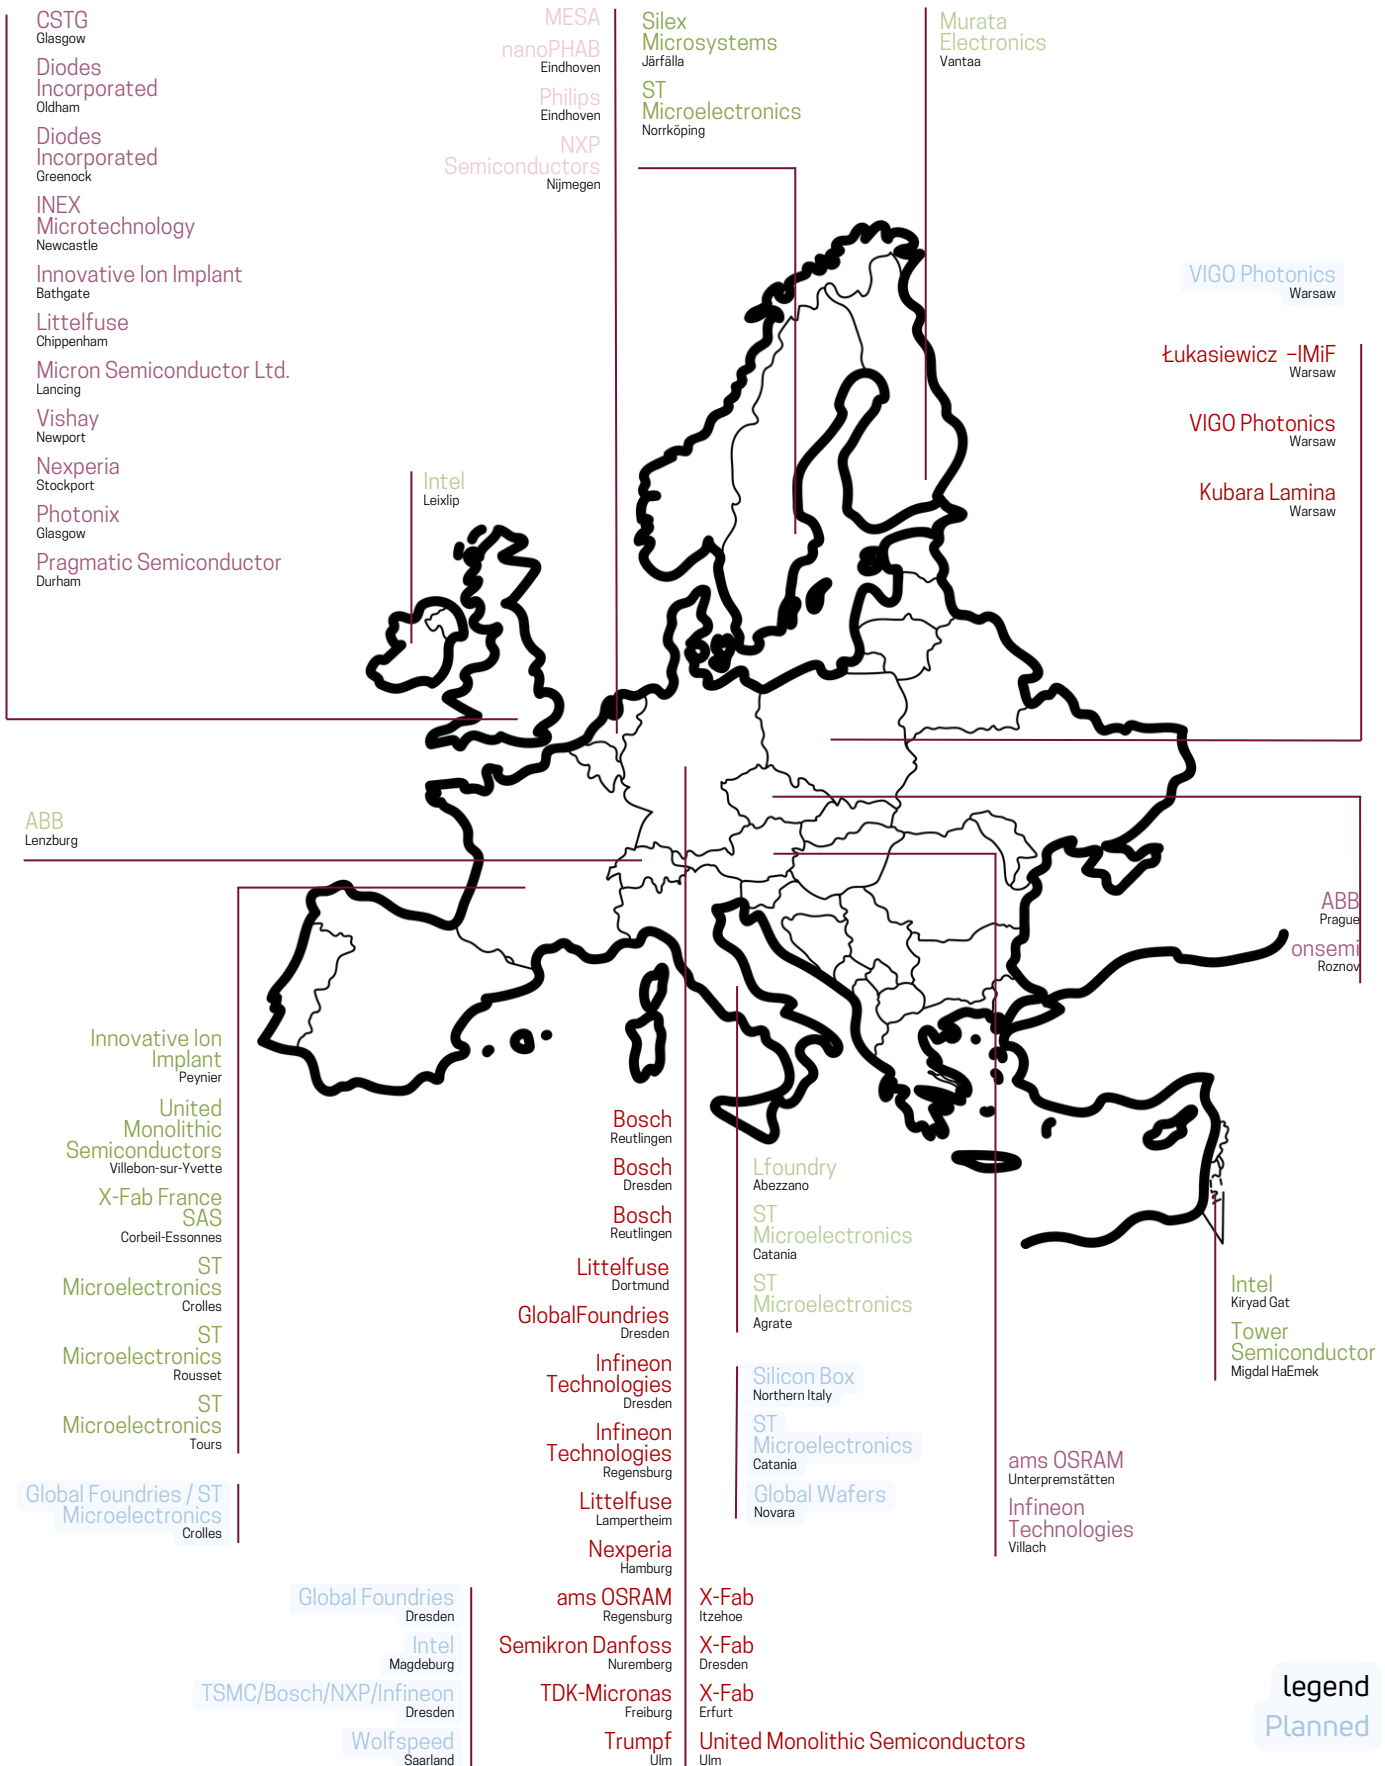 CSTG
Glasgow
Diodes
Incorporated
Oldham
Diodes
Incorporated
Greenock
INEX
Microtechnology
Newcastle
Innovative Ion Implant
Bathgate
Littelfuse
Chippenham
Micron Semiconductor Ltd.
Lancing
Vishay
Newport
Nexperia
Stockport
Photonix
Glasgow
Pragmatic Semiconductor
Durham
MESA
nanoPHAB
Eindhoven
Philips
Eindhoven
NXP
Semiconductors
Nijmegen
Silex
Microsystems
Järfälla
ST
Microelectronics
Norrköping
Murata
Electronics
Vantaa
VIGO Photonics
Warsaw
Łukasiewicz –IMiF
Warsaw
VIGO Photonics
Warsaw
Kubara Lamina
Warsaw
Intel
Leixlip
ABB
Lenzburg
ABB
Prague
onsemi
Roznov
Innovative Ion
Implant
Peynier
United
Monolithic
Semiconductors
Villebon-sur-Yvette
X-Fab France
SAS
Corbeil-Essonnes
ST
Microelectronics
Crolles
ST
Microelectronics
Rousset
ST
Microelectronics
Tours
Global Foundries / ST
Microelectronics
Crolles
Bosch
Reutlingen
Bosch
Dresden
Bosch
Reutlingen
Littelfuse
Dortmund
GlobalFoundries
Dresden
Infineon
Technologies
Dresden
Infineon
Technologies
Regensburg
Littelfuse
Lampertheim
Nexperia
Hamburg
ams OSRAM
Regensburg
Semikron Danfoss
Nuremberg
TDK-Micronas
Freiburg
Trumpf
Ulm
X-Fab
Itzehoe
X-Fab
Dresden
X-Fab
Erfurt
United Monolithic Semiconductors
Ulm
Lfoundry
Abezzano
ST
Microelectronics
Catania
ST
Microelectronics
Agrate
Silicon Box
Northern Italy
ST
Microelectronics
Catania
Global Wafers
Novara
Global Foundries
Dresden
Intel
Magdeburg
TSMC/Bosch/NXP/Infineon
Dresden
Wolfspeed
Saarland
ams OSRAM
Unterpremstätten
Infineon
Technologies
Villach
Intel
Kiryad Gat
Tower
Semiconductor
Migdal HaEmek
legend
Planned